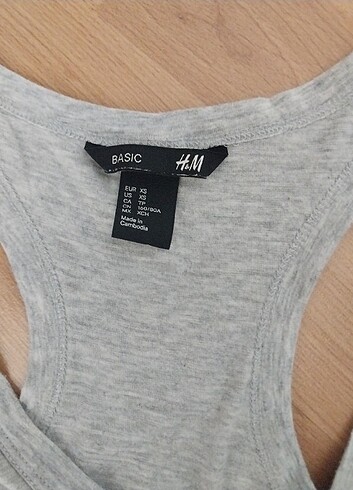 BASIC H&M
EUR XS
US XS
CA TP
CN 160/80A
MX XCH
Made in
Cambodia